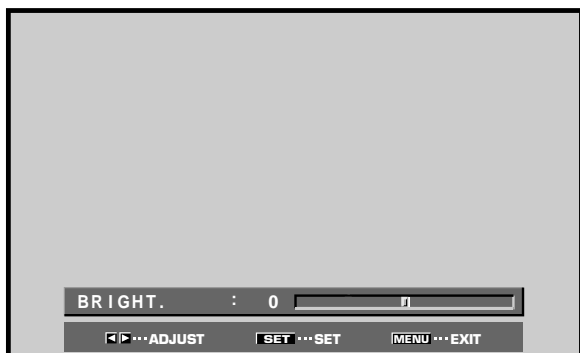 BRIGHT. : 0
◀ ▶ ··· ADJUST SET ··· SET MENU ··· EXIT